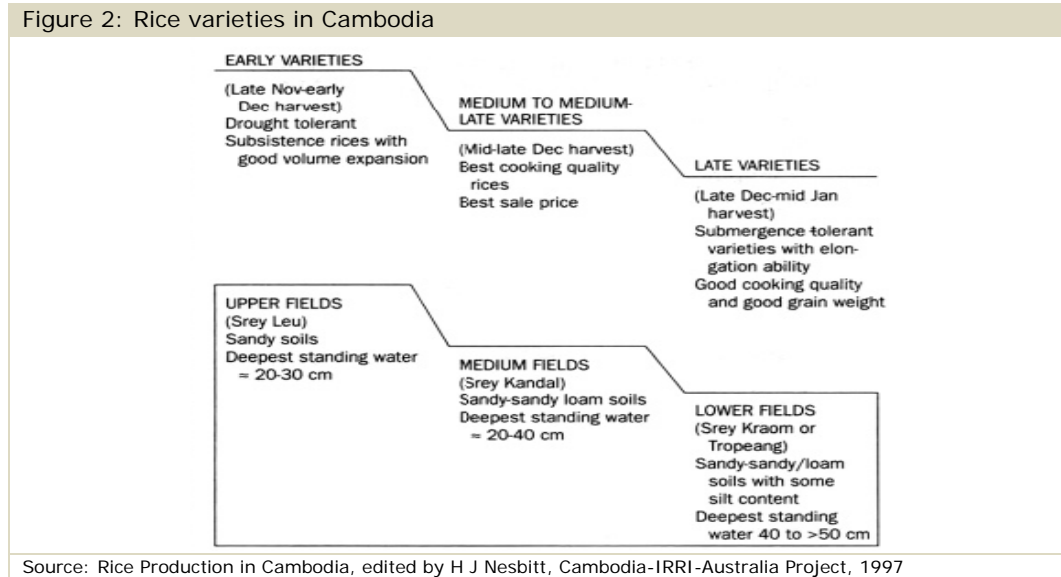 Figure 2: Rice varieties in Cambodia
EARLY VARIETIES
(Late Nov-early
Dec harvest)
Drought tolerant
Subsistence rices with
good volume expansion
MEDIUM TO MEDIUM-
LATE VARIETIES
(Mid-late Dec harvest)
Best cooking quality
rices
Best sale price
LATE VARIETIES
(Late Dec-mid Jan
harvest)
Submergence tolerant
varieties with elon-
gation ability
Good cooking quality
and good grain weight
UPPER FIELDS
(Srey Leu)
Sandy soils
Deepest standing water
≈ 20-30 cm
MEDIUM FIELDS
(Srey Kandal)
Sandy-sandy loam soils
Deepest standing water
≈ 20-40 cm
LOWER FIELDS
(Srey Kraom or
Tropeang)
Sandy-sandy/loam
soils with some
silt content
Deepest standing
water 40 to >50 cm
Source: Rice Production in Cambodia, edited by H J Nesbitt, Cambodia-IRRI-Australia Project, 1997